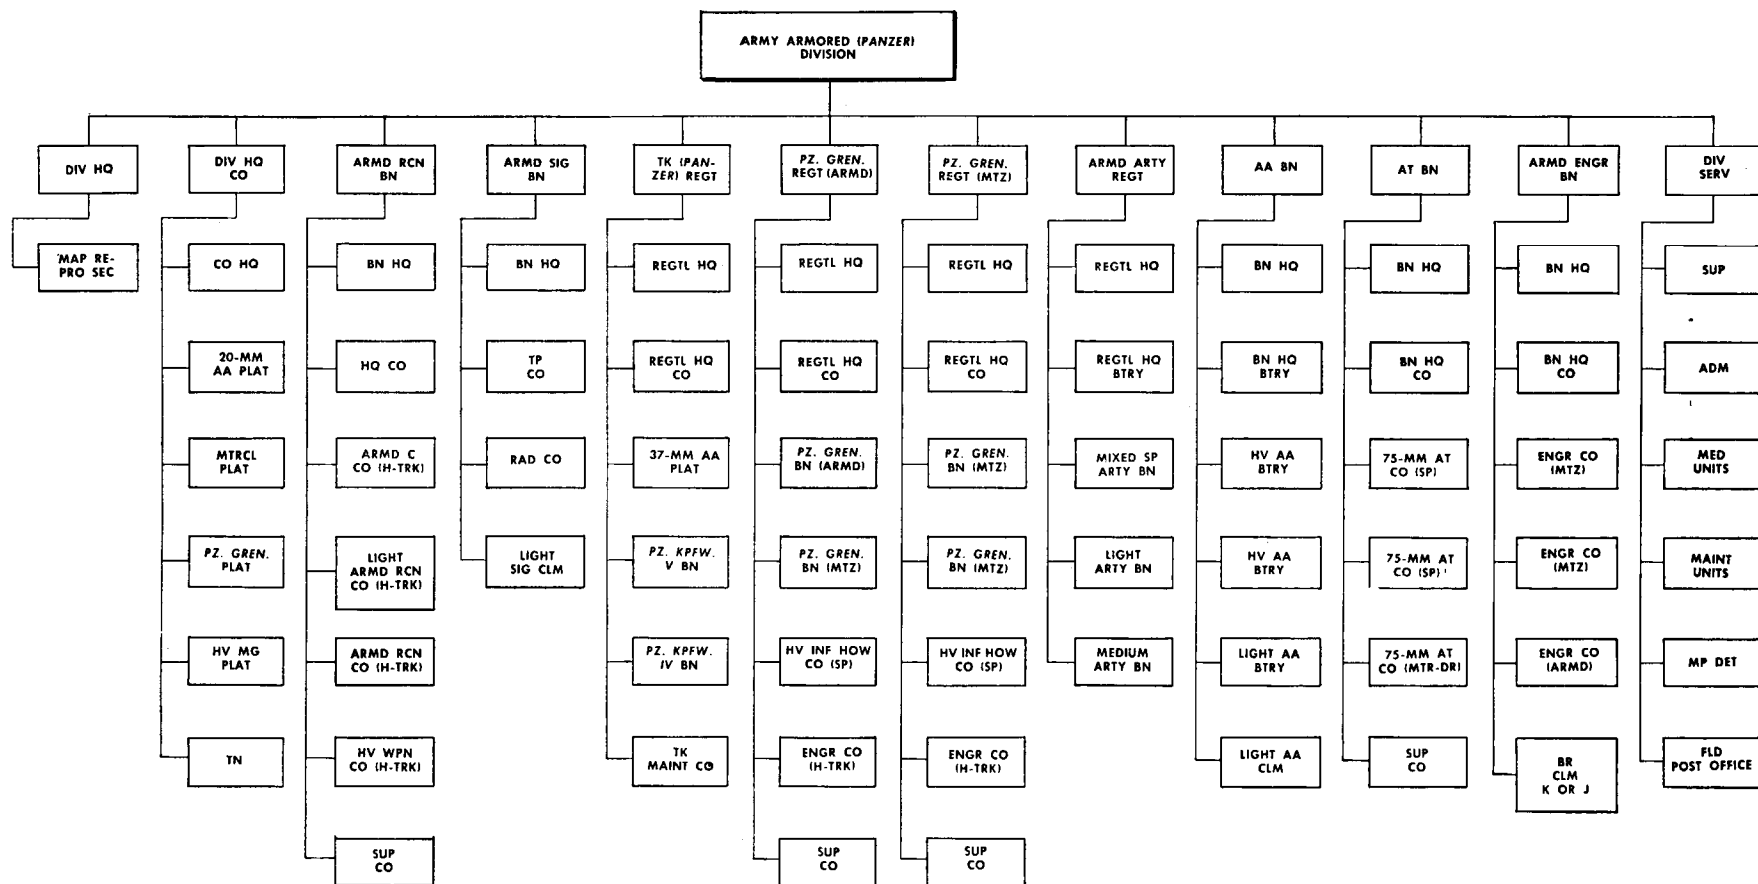 ARMY ARMORED (PANZER)
DIVISION
DIV HQ
DIV HQ
CO
ARMD RCN
BN
ARMD SIG
BN
TK (PAN-
ZER) REGT
PZ. GREN.
REGT (ARMD)
PZ. GREN.
REGT (MTZ)
ARMD ARTY
REGT
AA BN
AT BN
ARMD ENGR
BN
DIV
SERV
MAP RE-
PRO SEC
CO HQ
20-MM
AA PLAT
MTRCL
PLAT
PZ. GREN.
PLAT
HV MG
PLAT
TN
BN HQ
HQ CO
ARMD C
CO (H-TRK)
LIGHT
ARMD RCN
CO (H-TRK)
ARMD RCN
CO (H-TRK)
HV WPN
CO (H-TRK)
SUP
CO
BN HQ
TP
CO
RAD CO
LIGHT
SIG CLM
REGTL HQ
REGTL HQ
CO
37-MM AA
PLAT
PZ. KPFW.
V BN
PZ. KPFW.
IV BN
TK
MAINT CO
REGTL HQ
REGTL HQ
CO
PZ. GREN.
BN (ARMD)
PZ. GREN.
BN (MTZ)
HV INF HOW
CO (SP)
ENGR CO
(H-TRK)
SUP
CO
REGTL HQ
REGTL HQ
CO
PZ. GREN.
BN (MTZ)
PZ. GREN.
BN (MTZ)
HV INF HOW
CO (SP)
ENGR CO
(H-TRK)
SUP
CO
REGTL HQ
REGTL HQ
BTRY
MIXED SP
ARTY BN
LIGHT
ARTY BN
MEDIUM
ARTY BN
BN HQ
BN HQ
BTRY
HV AA
BTRY
HV AA
BTRY
LIGHT AA
BTRY
LIGHT AA
CLM
BN HQ
BN HQ
CO
75-MM AT
CO (SP)
75-MM AT
CO (SP)
75-MM AT
CO (MTR-DR)
SUP
CO
BN HQ
BN HQ
CO
ENGR CO
(MTZ)
ENGR CO
(MTZ)
ENGR CO
(ARMD)
BR
CLM
K OR J
SUP
ADM
MED
UNITS
MAINT
UNITS
MP DET
FLD
POST OFFICE